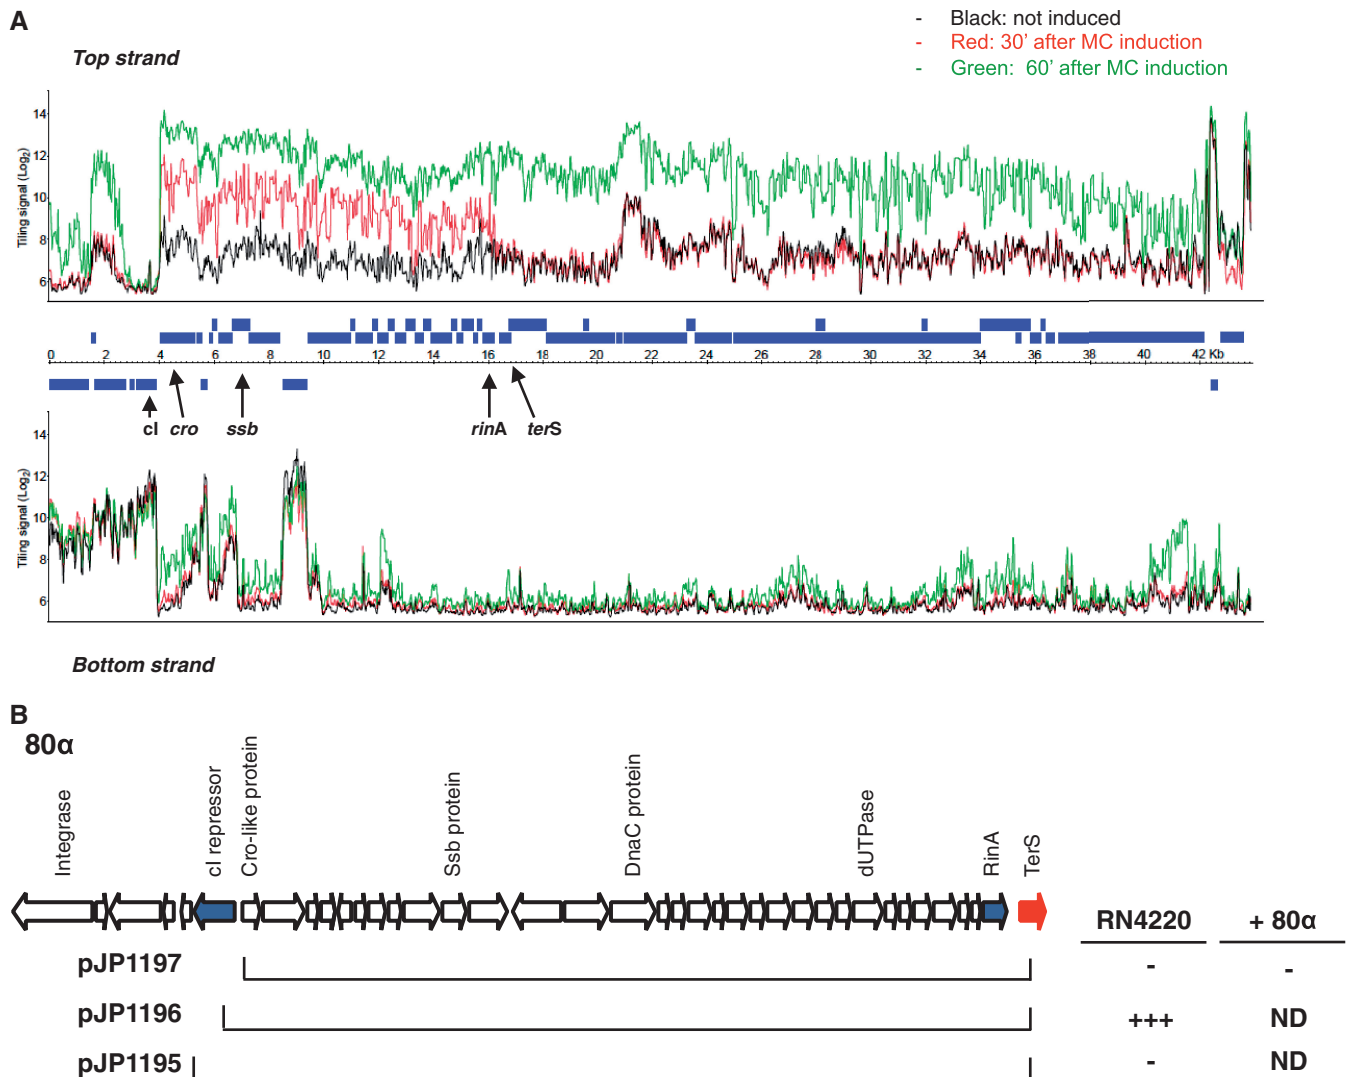 A
- Black: not induced
- Red: 30' after MC induction
- Green: 60' after MC induction
Top strand
Tiling signal (Log2)
14
12
10
8
6
0 2 4 6 8 10 12 14 16 18 20 22 24 26 28 30 32 34 36 38 40 42 Kb
cI cro ssb rinA terS
Tiling signal (Log2)
14
12
10
8
6
Bottom strand
B
80α
Integrase
cI repressor
Cro-like protein
Ssb protein
DnaC protein
dUTPase
RinA
TerS
RN4220 + 80α
pJP1197 - -
pJP1196 +++ ND
pJP1195 - ND